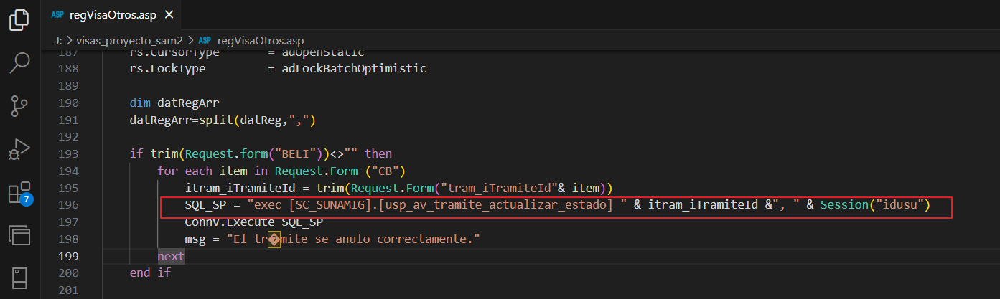 ASP regVisaOtros.asp ×
J: > visas_proyecto_sam2 > ASP regVisaOtros.asp
187 rs.CursorType = adOpenStatic
188 rs.LockType = adLockBatchOptimistic
189
190 dim datRegArr
191 datRegArr=split(datReg,",")
192
193 if trim(Request.form("BELI"))<>"" then
194 for each item in Request.Form ("CB")
195 itram_iTramiteId = trim(Request.Form("tram_iTramiteId"& item))
196 SQL_SP = "exec [SC_SUNAMIG].[usp_av_tramite_actualizar_estado] " & itram_iTramiteId &", " & Session("idusu")
197 ConnV.Execute SQL_SP
198 msg = "El tr�mite se anulo correctamente."
199 next
200 end if
201
7